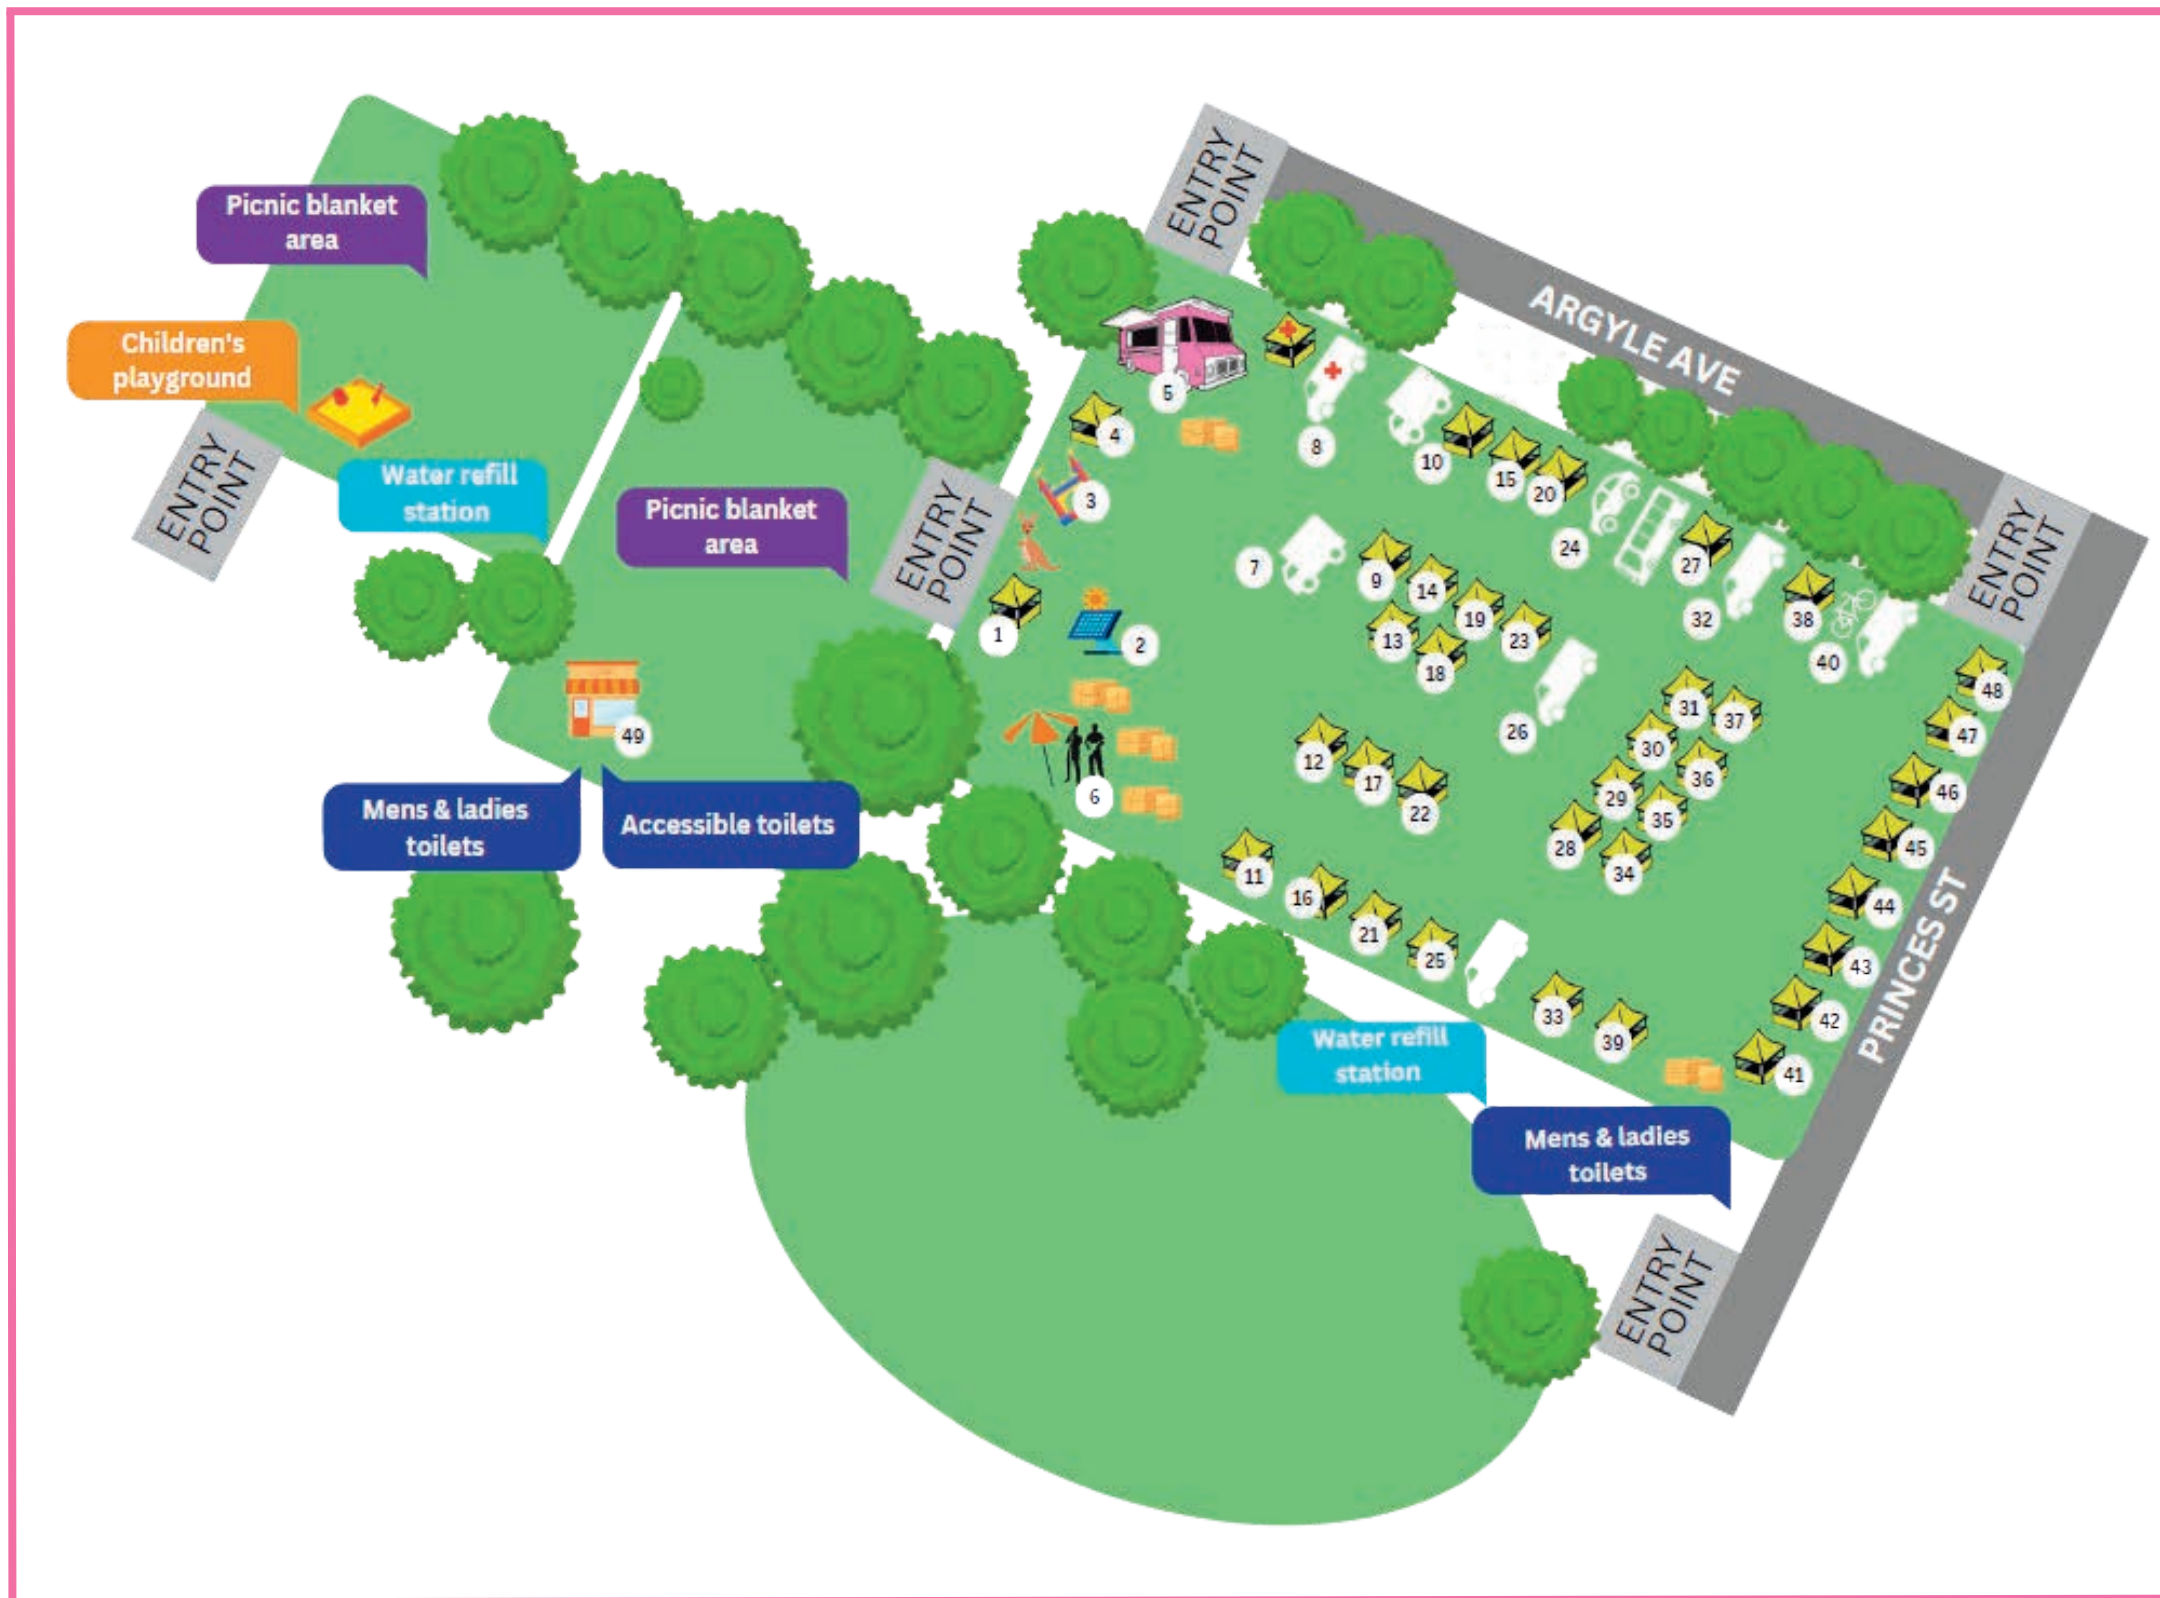 ENTRY
POINT
Picnic blanket
area
ARGYLE AVE
Children's
playground
5
4
8
10
Water refill
station
ENTRY
POINT
3
15
20
Picnic blanket
area
ENTRY
POINT
ENTRY
POINT
24
7
9
27
14
1
2
19
32
38
13
23
18
40
48
31
37
49
26
47
30
12
17
36
6
46
29
22
35
Mens & ladies
toilets
Accessible toilets
28
45
11
34
16
44
21
25
43
PRINCES ST
33
42
39
Water refill
station
41
Mens & ladies
toilets
ENTRY
POINT